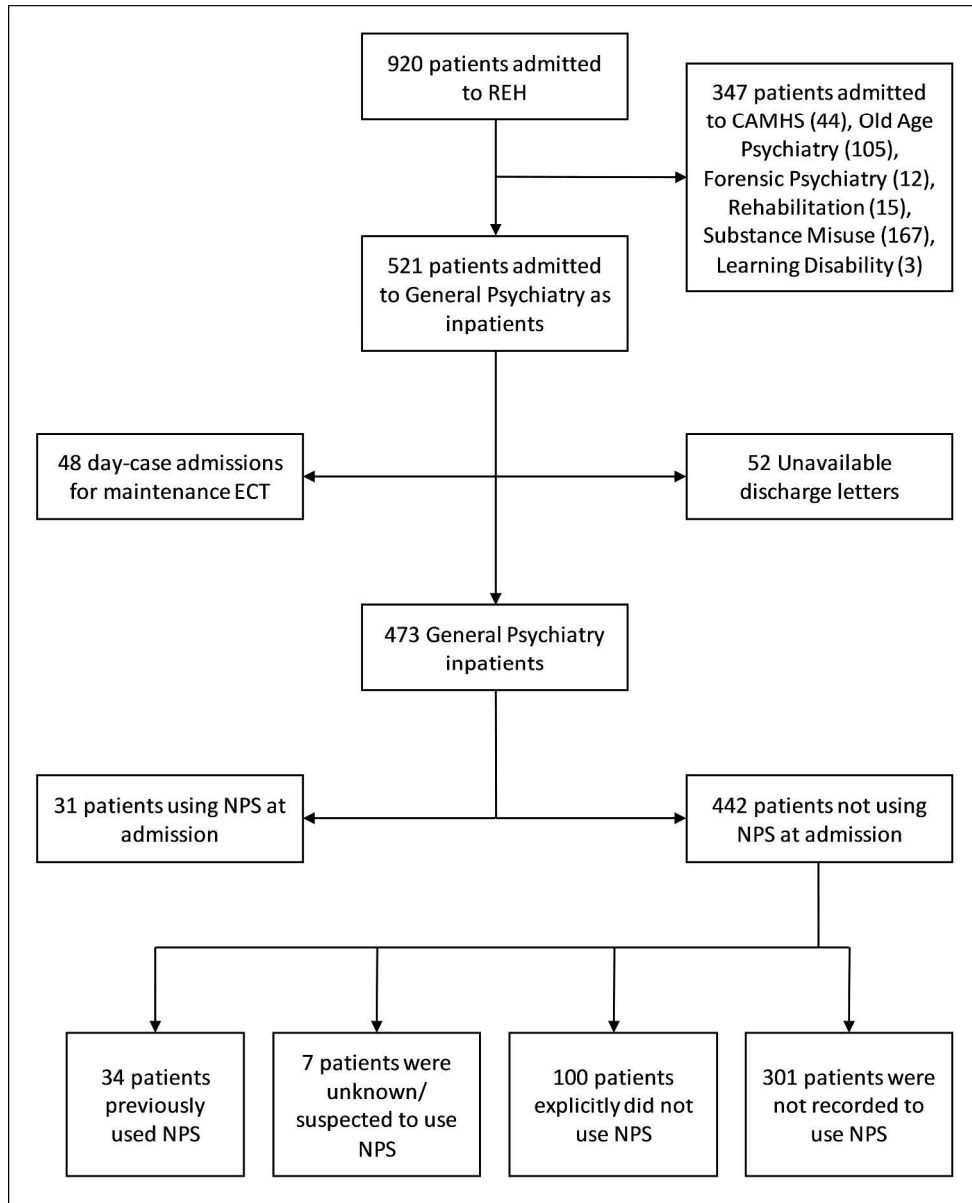 920 patients admitted
to REH
347 patients admitted
to CAMHS (44), Old Age
Psychiatry (105),
Forensic Psychiatry (12),
Rehabilitation (15),
Substance Misuse (167),
Learning Disability (3)
521 patients admitted
to General Psychiatry as
inpatients
48 day-case admissions
for maintenance ECT
52 Unavailable
discharge letters
473 General Psychiatry
inpatients
31 patients using NPS at
admission
442 patients not using
NPS at admission
34 patients
previously
used NPS
7 patients were
unknown/
suspected to use
NPS
100 patients
explicitly did not
use NPS
301 patients were
not recorded to
use NPS